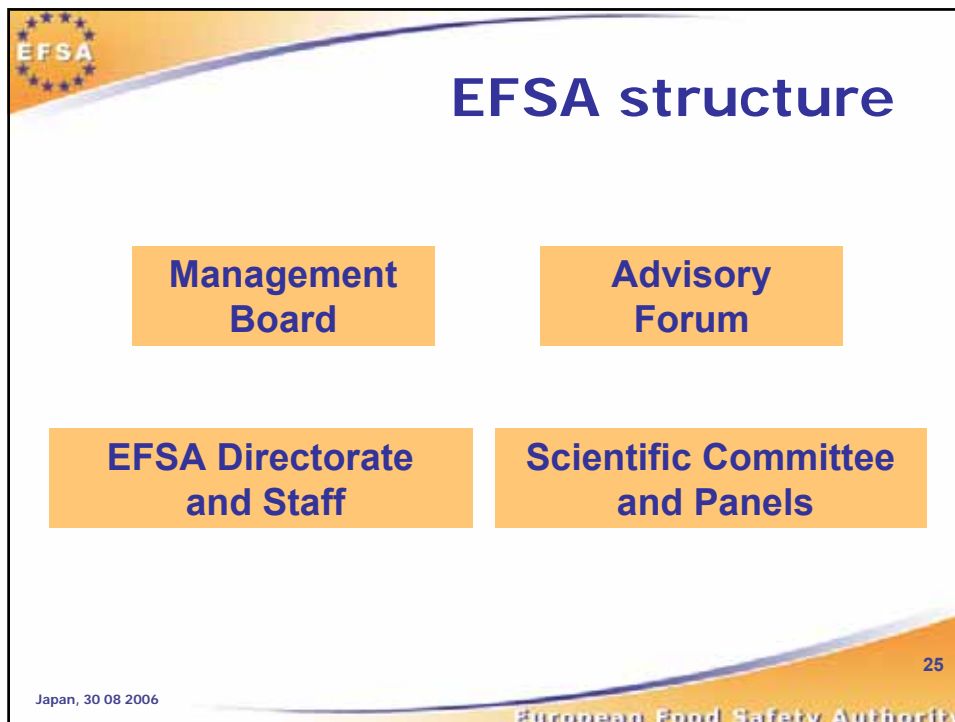 EFSA
EFSA structure
Management
Board
Advisory
Forum
EFSA Directorate
and Staff
Scientific Committee
and Panels
25
Japan, 30 08 2006
European Food Safety Authorit